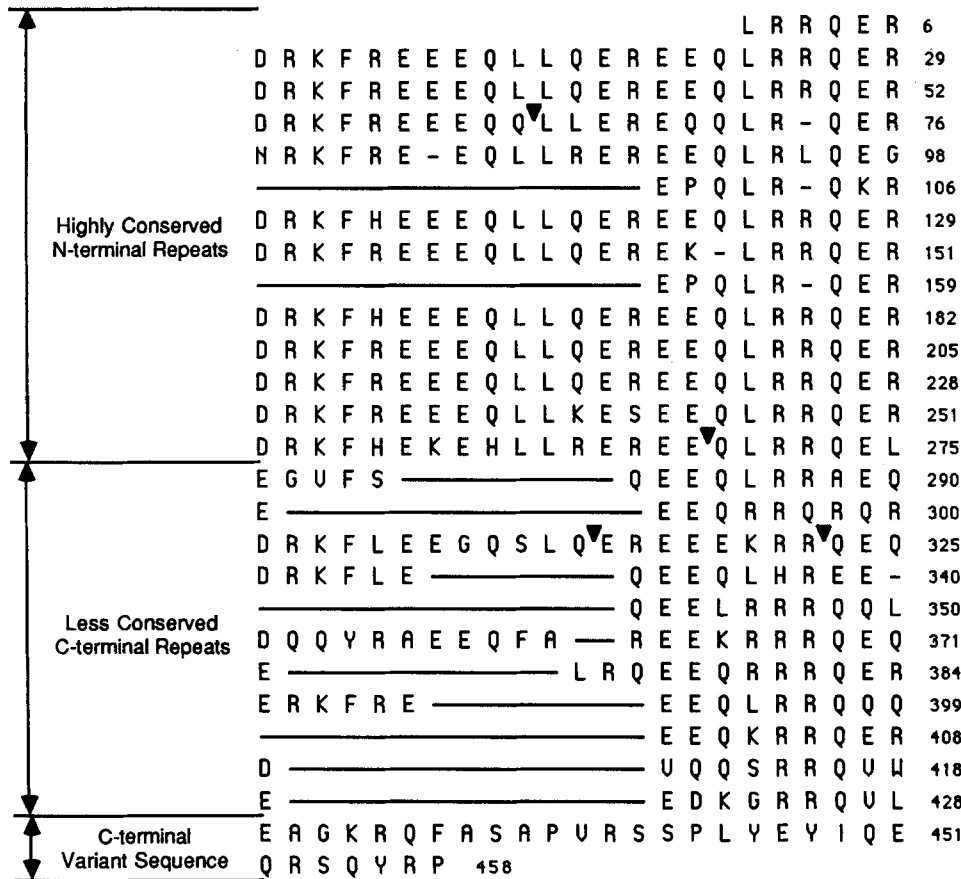 L R R Q E R 6
D R K F R E E E Q L L Q E R E E Q L R R Q E R 29
D R K F R E E E Q L L Q E R E E Q L R R Q E R 52
D R K F R E E E Q Q▼L L E R E Q Q L R - Q E R 76
N R K F R E - E Q L L R E R E E Q L R L Q E G 98
E P Q L R - Q K R 106
Highly Conserved
N-terminal Repeats
D R K F H E E E Q L L Q E R E E Q L R R Q E R 129
D R K F R E E E Q L L Q E R E K - L R R Q E R 151
E P Q L R - Q E R 159
D R K F H E E E Q L L Q E R E E Q L R R Q E R 182
D R K F R E E E Q L L Q E R E E Q L R R Q E R 205
D R K F R E E E Q L L Q E R E E Q L R R Q E R 228
D R K F R E E E Q L L K E S E E Q L R R Q E R 251
D R K F H E K E H L L R E R E E▼Q L R R Q E L 275
E G V F S Q E E Q L R R A E Q 290
E E E Q R R Q R Q R 300
D R K F L E E G Q S L Q▼E R E E E K R R▼Q E Q 325
D R K F L E Q E E Q L H R E E - 340
Less Conserved
C-terminal Repeats
Q E E L R R R Q Q L 350
D Q Q Y R A E E Q F A R E E K R R R Q E Q 371
E L R Q E E Q R R R Q E R 384
E R K F R E E E Q L R R Q Q Q 399
E E Q K R R Q E R 408
D V Q Q S R R Q V W 418
E E D K G R R Q V L 428
C-terminal
Variant Sequence
E A G K R Q F A S A P V R S S P L Y E Y I Q E 451
Q R S Q Y R P 458